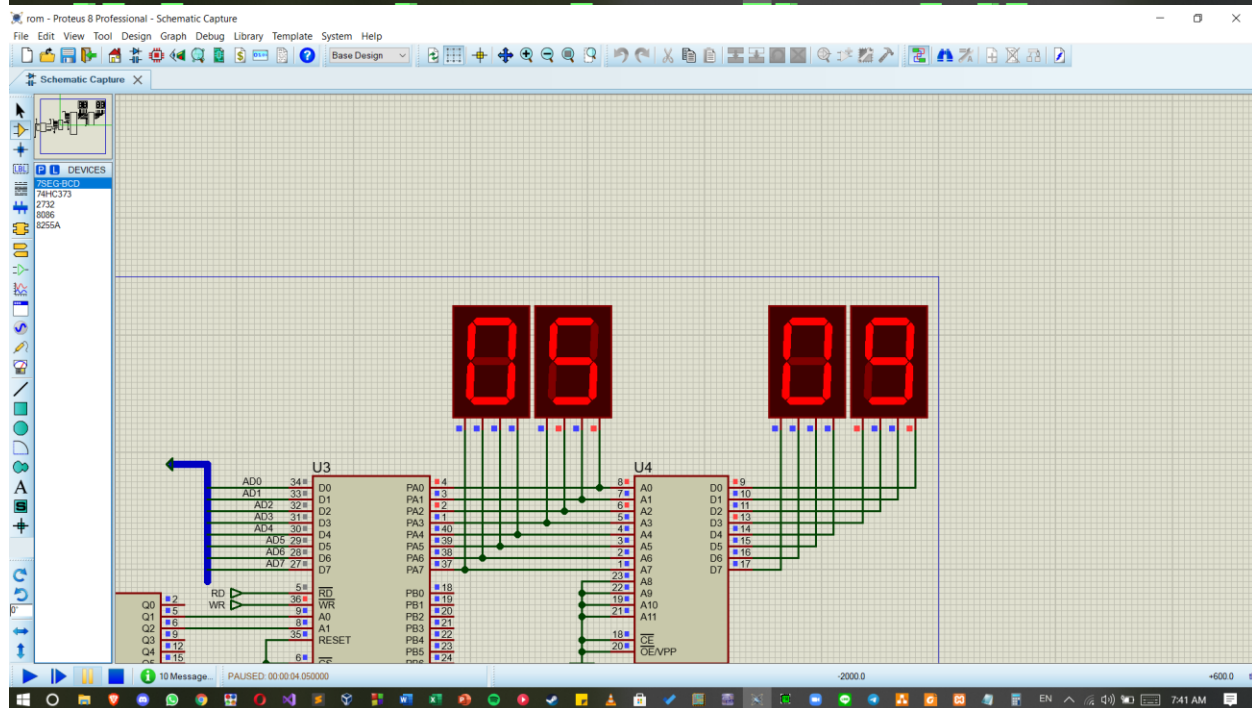 rom - Proteus 8 Professional - Schematic Capture
File Edit View Tool Design Graph Debug Library Template System Help
Base Design
Schematic Capture
P L DEVICES
7SEG-BCD
74HC373
2732
8086
8255A
05
09
U3
AD0 34 D0 PA0 4
AD1 33 D1 PA1 3
AD2 32 D2 PA2 2
AD3 31 D3 PA3 1
AD4 30 D4 PA4 40
AD5 29 D5 PA5 39
AD6 28 D6 PA6 38
AD7 27 D7 PA7 37
RD 5 RD PB0 18
WR 36 WR PB1 19
9 A0 PB2 20
8 A1 PB3 21
35 RESET PB4 22
PB5 23
6 CS PB6 24
U4
8 A0 D0 9
7 A1 D1 10
6 A2 D2 11
5 A3 D3 13
4 A4 D4 14
3 A5 D5 15
2 A6 D6 16
1 A7 D7 17
23 A8
22 A9
19 A10
21 A11
18 CE
20 OE/VPP
Q0 2
Q1 5
Q2 6
Q3 9
Q4 12
Q5 15
LBL
A
S
0°
10 Message... PAUSED: 00:00:04.050000 -2000.0 +600.0
EN 7:41 AM